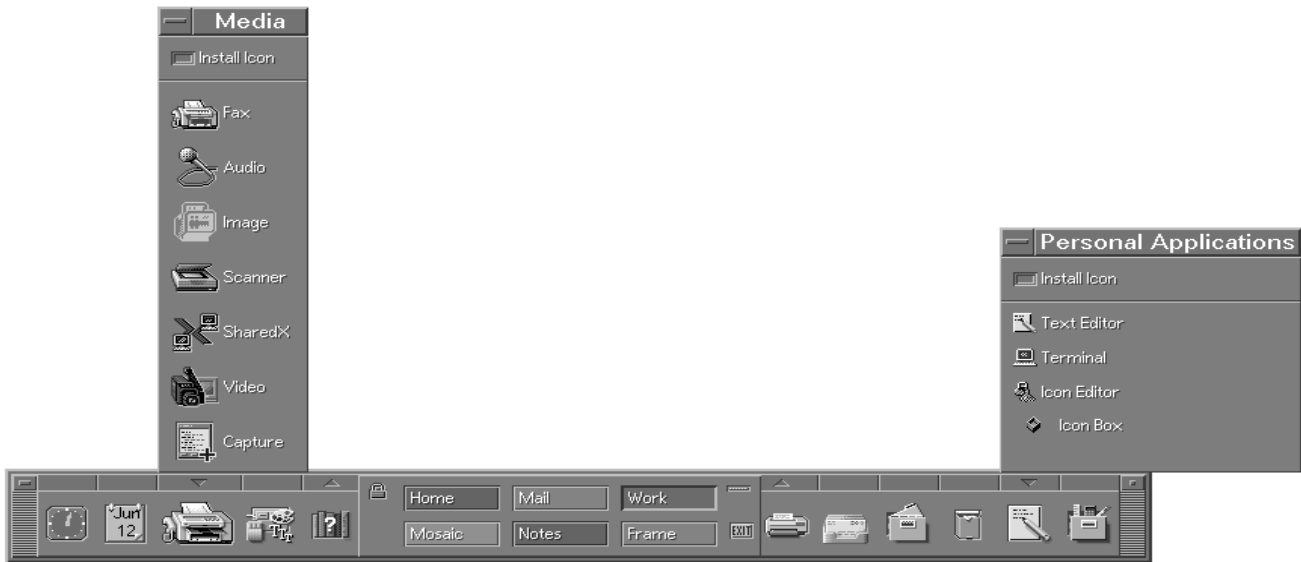 Media
Install Icon
Fax
Audio
Image
Scanner
SharedX
Video
Capture
Personal Applications
Install Icon
Text Editor
Terminal
Icon Editor
Icon Box
Jun
12
?
Home
Mail
Work
Mosaic
Notes
Frame
EXIT